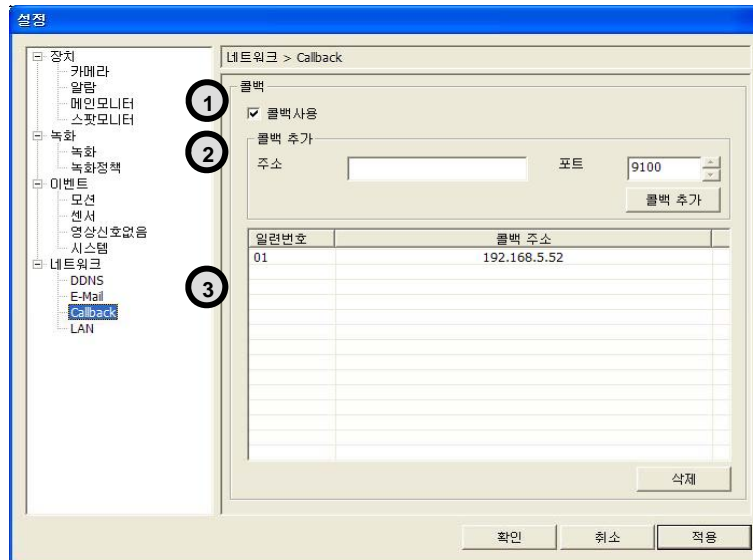 설정
장치
카메라
알람
메인모니터
스팟모니터
녹화
녹화
녹화정책
이벤트
모션
센서
영상신호없음
시스템
네트워크
DDNS
E-Mail
Callback
LAN
네트워크 > Callback
콜백
1
콜백사용
2
콜백 추가
주소
포트
9100
콜백 추가
3
일련번호 콜백 주소
01 192.168.5.52
삭제
확인 취소 적용